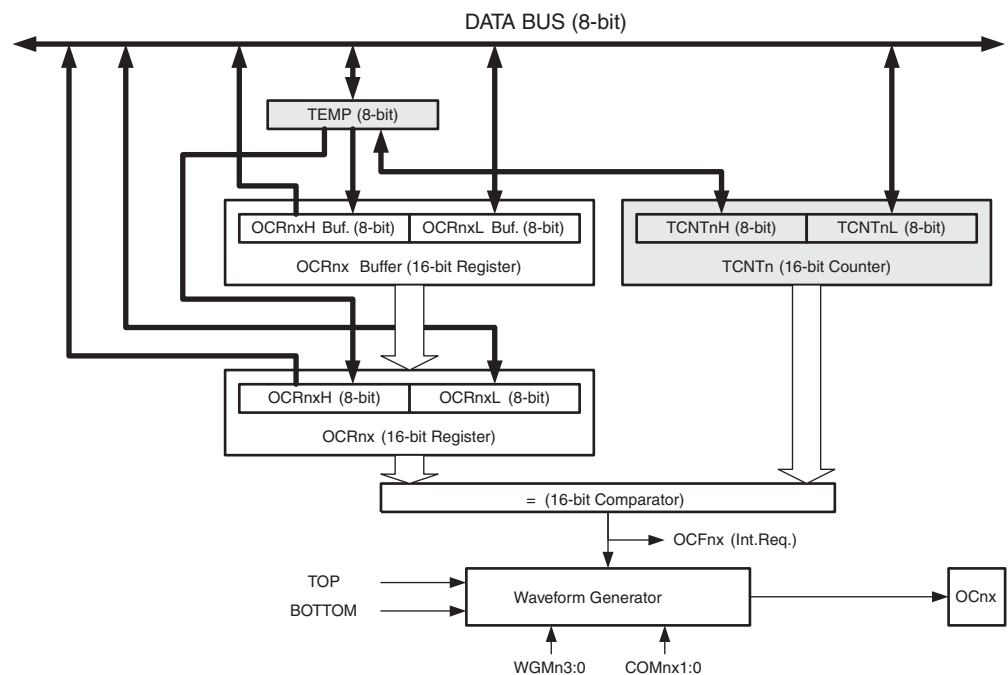 DATA BUS (8-bit)
TEMP (8-bit)
OCRnxH Buf. (8-bit)
OCRnxL Buf. (8-bit)
OCRnx Buffer (16-bit Register)
TCNTnH (8-bit)
TCNTnL (8-bit)
TCNTn (16-bit Counter)
OCRnxH (8-bit)
OCRnxL (8-bit)
OCRnx (16-bit Register)
= (16-bit Comparator)
OCFnx (Int.Req.)
TOP
BOTTOM
Waveform Generator
OCnx
WGMn3:0
COMnx1:0